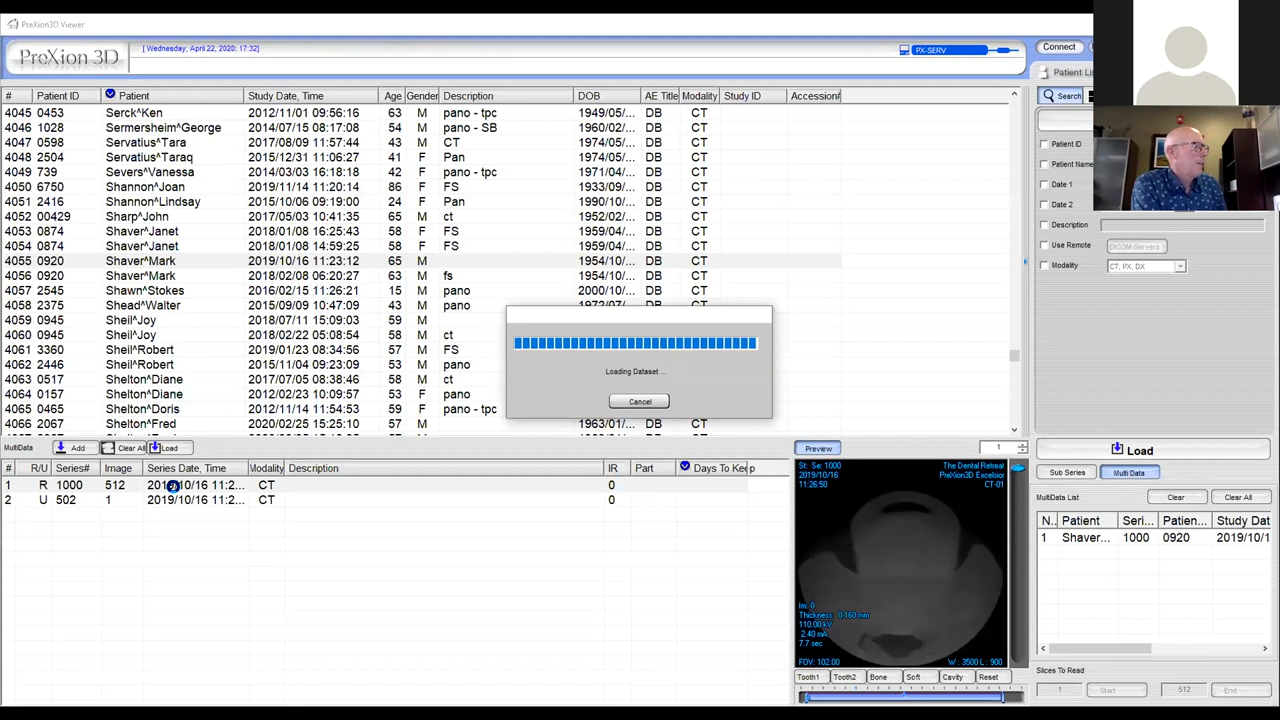 PreXion3D Viewer
PreXion 3D
[ Wednesday, April 22, 2020: 17:32]
PX-SERV
Connect
# Patient ID Patient Study Date, Time Age Gender Description DOB AE Title Modality Study ID Accession#
4045 0453 Serck^Ken 2012/11/01 09:56:16 63 M pano - tpc 1949/05/... DB CT
4046 1028 Sermersheim^George 2014/07/15 08:17:08 54 M pano - SB 1960/02/... DB CT
4047 0598 Servatius^Tara 2017/08/09 11:57:44 43 M CT 1974/05/... DB CT
4048 2504 Servatius^Taraq 2015/12/31 11:06:27 41 F Pan 1974/05/... DB CT
4049 739 Severs^Vanessa 2014/03/03 16:18:18 42 F pano - tpc 1971/10/... DB CT
4050 6750 Shannon^Joan 2019/11/14 11:20:14 86 F FS 1933/09/... DB CT
4051 2416 Shannon^Lindsay 2015/10/06 09:19:00 24 F Pan 1990/10/... DB CT
4052 00429 Sharp^John 2017/05/03 10:41:35 65 M ct 1952/02/... DB CT
4053 0874 Shaver^Janet 2018/01/08 16:25:43 58 F FS 1959/04/... DB CT
4054 0874 Shaver^Janet 2018/01/08 14:59:25 58 F FS 1959/04/... DB CT
4055 0920 Shaver^Mark 2019/10/16 11:23:12 65 M 1954/10/... DB CT
4056 0920 Shaver^Mark 2018/02/08 06:20:27 63 M fs 1954/10/... DB CT
4057 2545 Shawn^Stokes 2016/02/15 11:26:21 15 M pano 2000/10/... DB CT
4058 2375 Shead^Walter 2015/09/09 10:47:09 43 M pano 1972/07/... DB CT
4059 0945 Sheil^Joy 2018/07/11 15:09:03 59 M
4060 0945 Sheil^Joy 2018/02/22 05:08:54 58 M ct
4061 3360 Sheil^Robert 2019/01/23 08:34:56 57 M FS
4062 2446 Sheil^Robert 2015/11/04 09:23:10 53 M pano
4063 0517 Shelton^Diane 2017/07/05 08:38:46 58 M ct
4064 0157 Shelton^Diane 2012/02/23 10:09:57 53 F pano
4065 0465 Shelton^Doris 2012/11/14 11:54:53 59 F pano - tpc
4066 2067 Shelton^Fred 2020/02/25 15:25:10 57 F 1963/01/... DB CT
Loading Dataset ...
Cancel
Patient Li
Search
Patient ID
Patient Name
Date 1
Date 2
Description
Use Remote DICOM Servers
Modality CT, PX, DX
MultiData Add Clear All Load
# R/U Series# Image Series Date, Time Modality Description IR Part Days To Kee p
1 R 1000 512 2019/10/16 11:2... CT 0
2 U 502 1 2019/10/16 11:2... CT 0
Preview
1
St: Se: 1000
2019/10/16
11:26:50
The Dental Retreat
PreXion3D Excelsior
CT-01
Im: 0
Thickness: 0.160 mm
110.00 kV
2.40 mA
7.7 sec
FOV: 102.00
W : 3500 L : 900
Tooth1 Tooth2 Bone Soft Cavity Reset
Load
Sub Series Multi Data
MultiData List Clear Clear All
N.. Patient Seri... Patien... Study Dat
1 Shaver... 1000 0920 2019/10/1
Slices To Read
1 Start 512 End